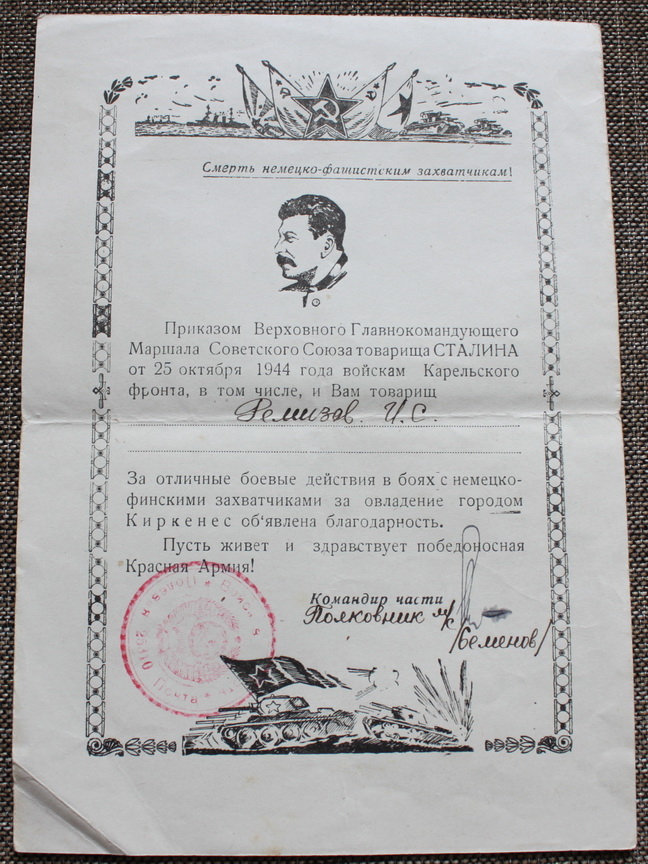 Смерть немецко-фашистским захватчикам!
Приказом Верховного Главнокомандующего
Маршала Советского Союза товарища СТАЛИНА
от 25 октября 1944 года войскам Карельского
фронта, в том числе, и Вам товарищ
Ремизов И.С.
За отличные боевые действия в боях с немецко-
финскими захватчиками за овладение городом
Киркенес об'явлена благодарность.
Пусть живет и здравствует победоносная
Красная Армия!
Командир части
Полковник м/с
/Семенов/
Почта